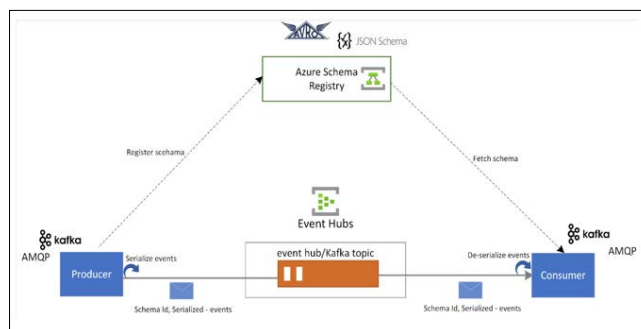 AVRO
{x} JSON Schema
Azure Schema
Registry
Register scehama
Fetch schema
Event Hubs
kafka
AMQP
kafka
AMQP
Producer
Serialize events
event hub/Kafka topic
De-serialize events
Consumer
Schema Id, Serialized - events
Schema Id, Serialized - events